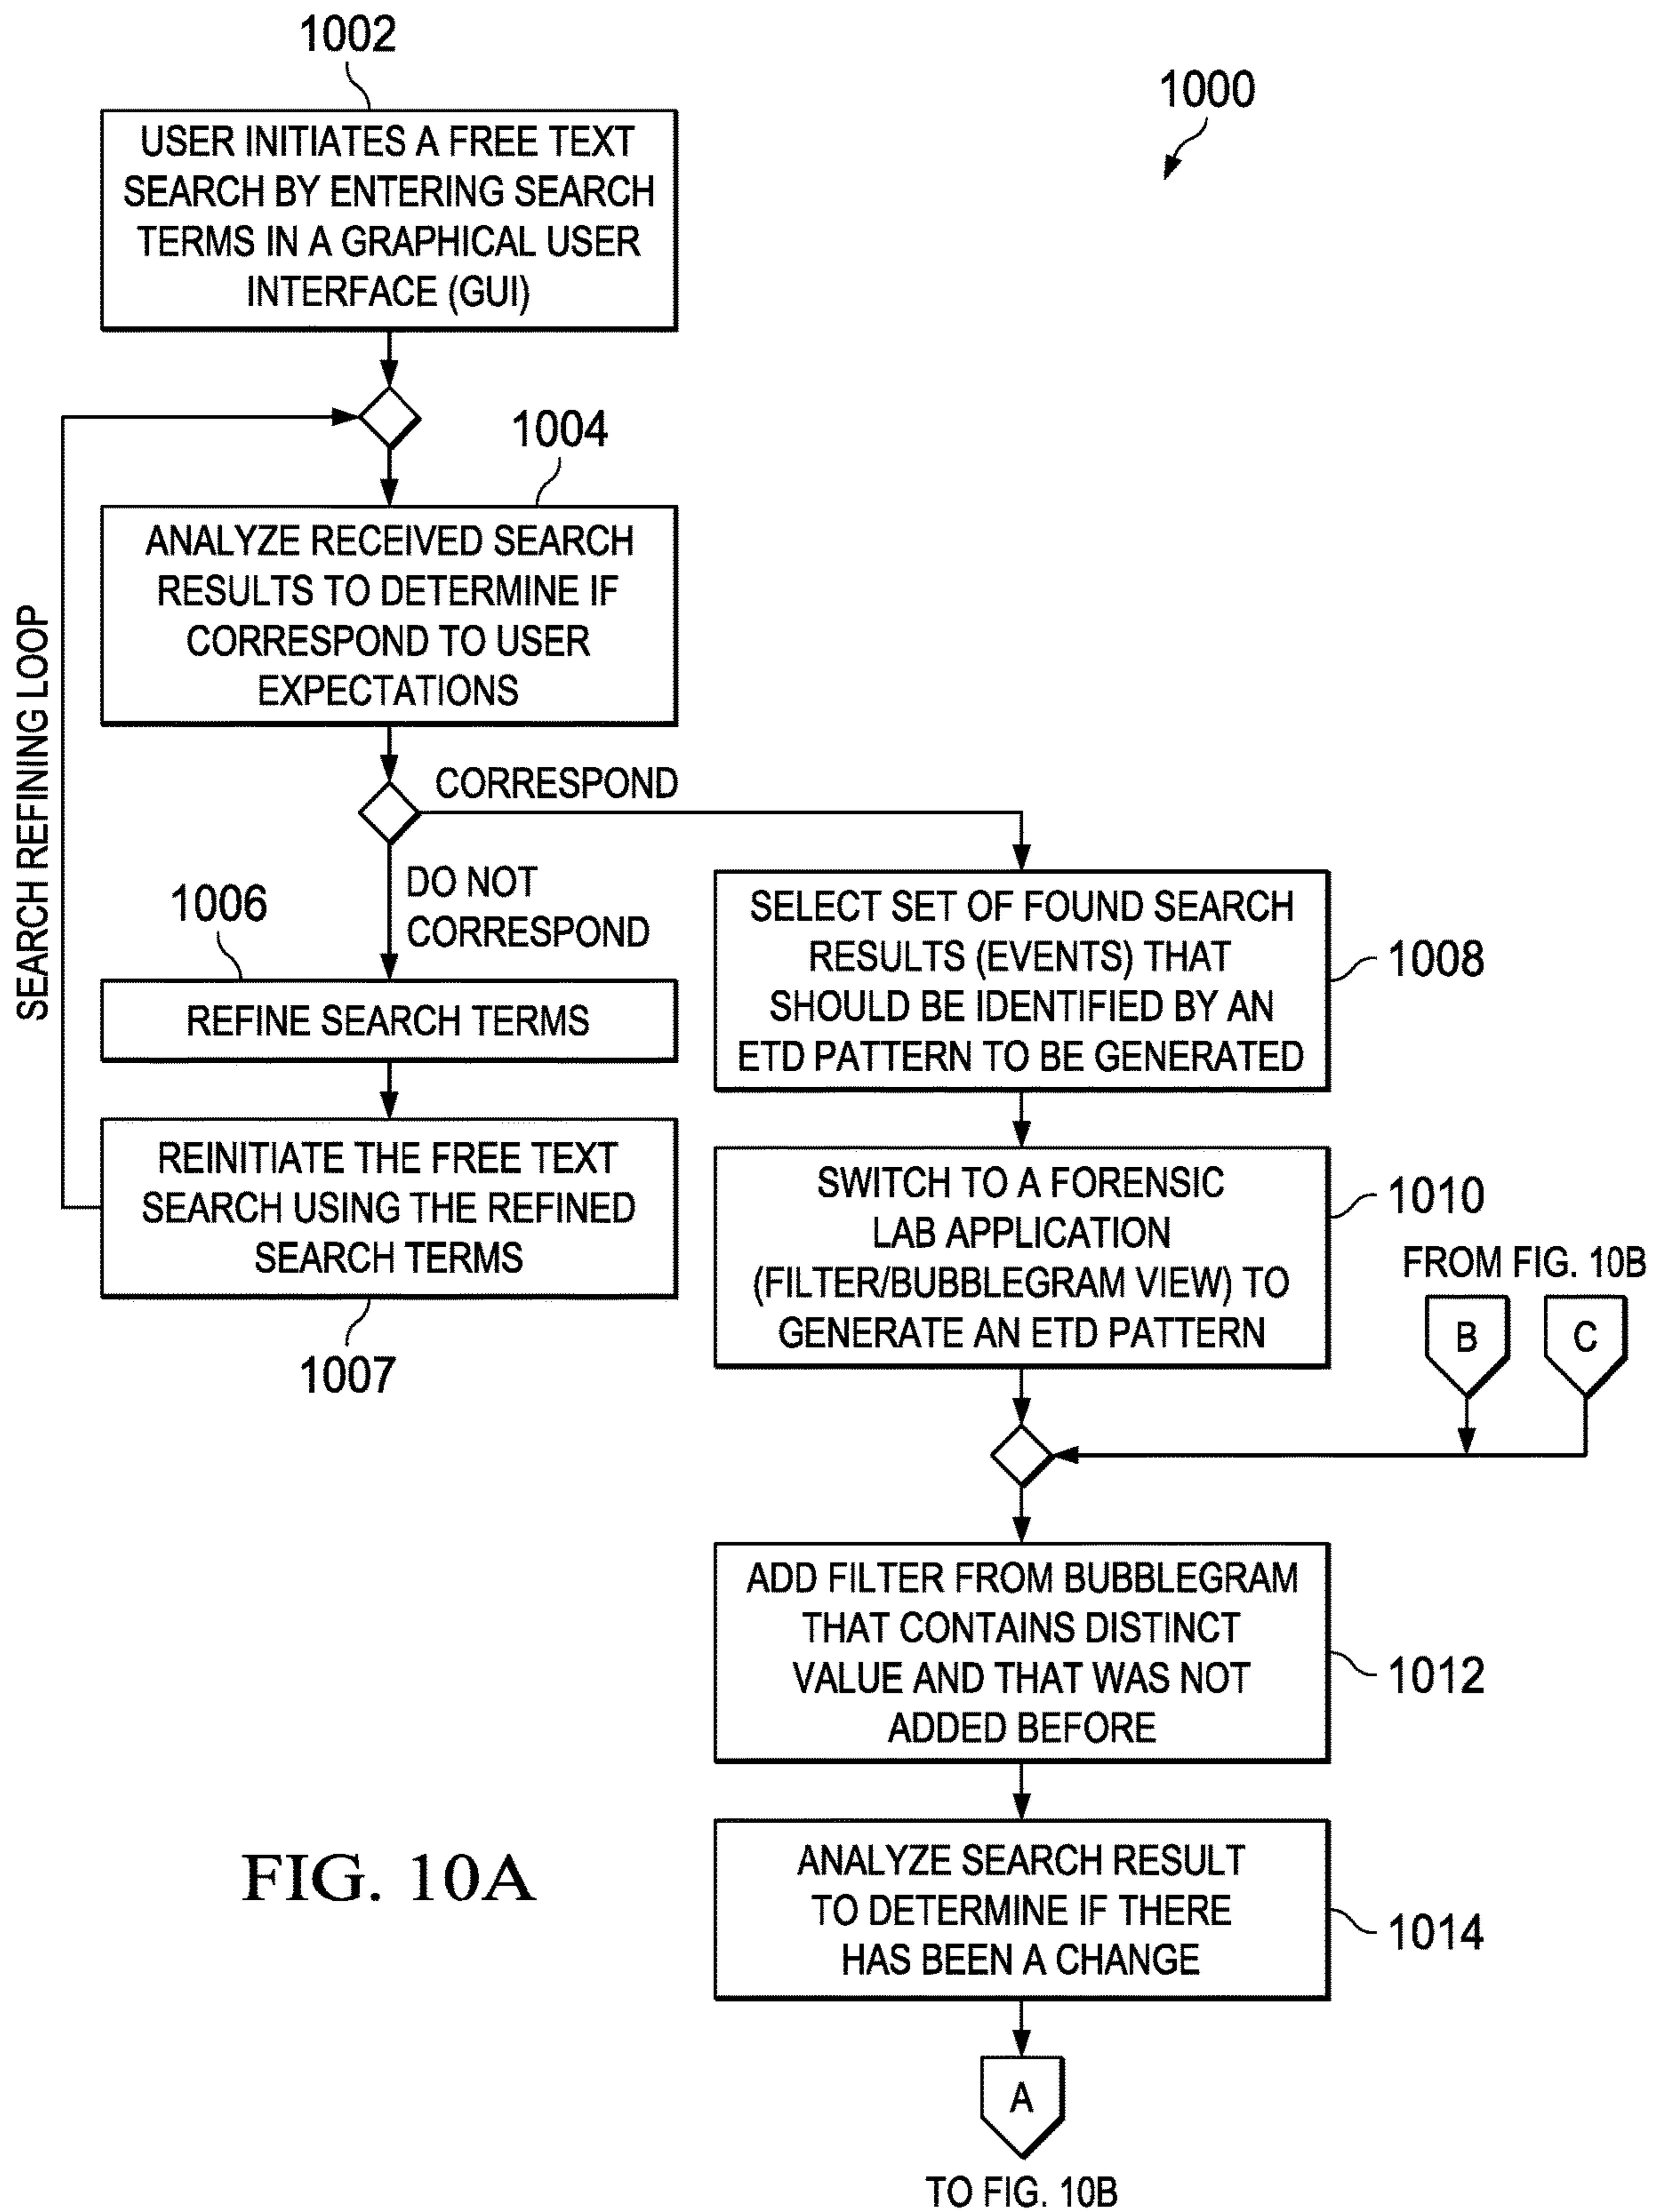 1002
1000
USER INITIATES A FREE TEXT
SEARCH BY ENTERING SEARCH
TERMS IN A GRAPHICAL USER
INTERFACE (GUI)
SEARCH REFINING LOOP
1004
ANALYZE RECEIVED SEARCH
RESULTS TO DETERMINE IF
CORRESPOND TO USER
EXPECTATIONS
CORRESPOND
DO NOT
CORRESPOND
1006
REFINE SEARCH TERMS
REINITIATE THE FREE TEXT
SEARCH USING THE REFINED
SEARCH TERMS
1007
SELECT SET OF FOUND SEARCH
RESULTS (EVENTS) THAT
SHOULD BE IDENTIFIED BY AN
ETD PATTERN TO BE GENERATED
1008
SWITCH TO A FORENSIC
LAB APPLICATION
(FILTER/BUBBLEGRAM VIEW) TO
GENERATE AN ETD PATTERN
1010
FROM FIG. 10B
B
C
ADD FILTER FROM BUBBLEGRAM
THAT CONTAINS DISTINCT
VALUE AND THAT WAS NOT
ADDED BEFORE
1012
ANALYZE SEARCH RESULT
TO DETERMINE IF THERE
HAS BEEN A CHANGE
1014
A
TO FIG. 10B
FIG. 10A